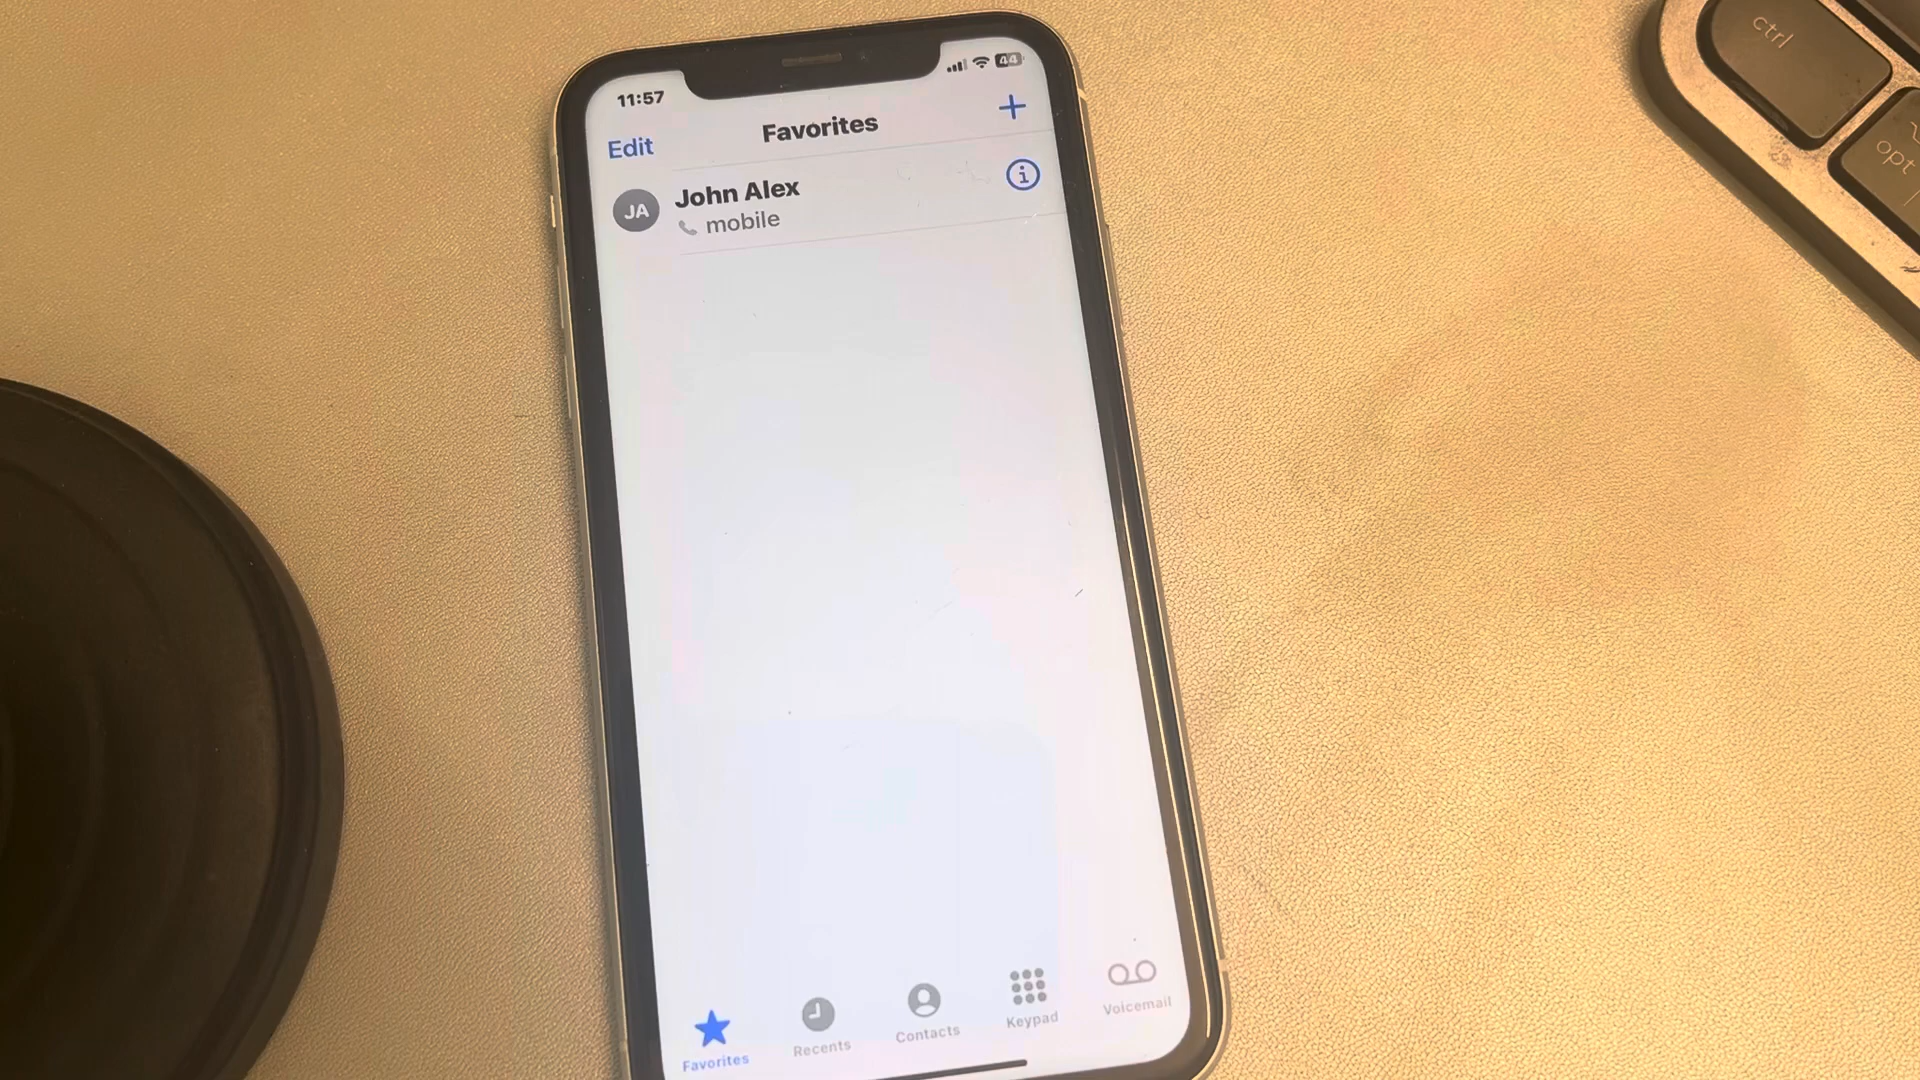 11:57
44
Edit
Favorites
+
JA
John Alex
mobile
Favorites
Recents
Contacts
Keypad
Voicemail
ctrl
opt